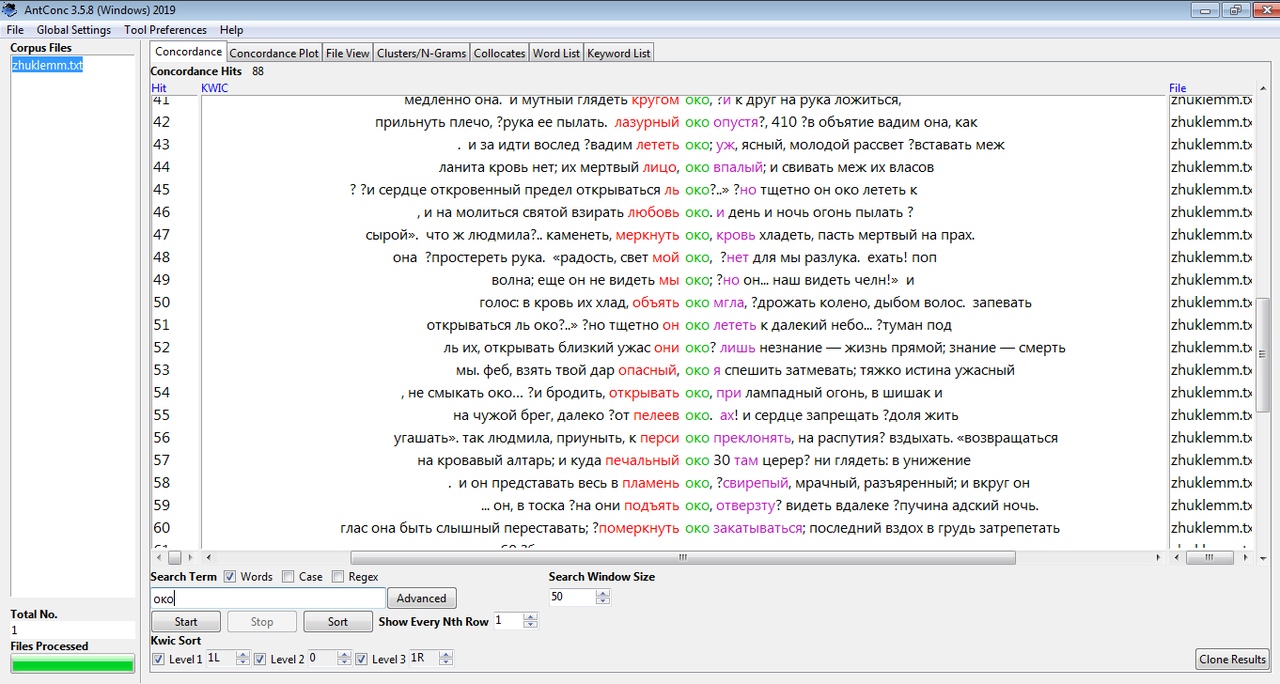 AntConc 3.5.8 (Windows) 2019
File Global Settings Tool Preferences Help
Corpus Files
zhuklemm.txt
Concordance Concordance Plot File View Clusters/N-Grams Collocates Word List Keyword List
Concordance Hits 88
Hit KWIC File
41 медленно она. и мутный глядеть кругом око, ?и к друг на рука ложиться, zhuklemm.tx
42 прильнуть плечо, ?рука ее пылать. лазурный око опустя?, 410 ?в объятие вадим она, как zhuklemm.tx
43 . и за идти вослед ?вадим лететь око; уж, ясный, молодой рассвет ?вставать меж zhuklemm.tx
44 ланита кровь нет; их мертвый лицо, око впалый; и свивать меж их власов zhuklemm.tx
45 ? ?и сердце откровенный предел открываться ль око?..» ?но тщетно он око лететь к zhuklemm.tx
46 , и на молиться святой взирать любовь око. и день и ночь огонь пылать ? zhuklemm.tx
47 сырой». что ж людмила?.. каменеть, меркнуть око, кровь хладеть, пасть мертвый на прах. zhuklemm.tx
48 она ?простереть рука. «радость, свет мой око, ?нет для мы разлука. ехать! поп zhuklemm.tx
49 волна; еще он не видеть мы око; ?но он... наш видеть челн!» и zhuklemm.tx
50 голос: в кровь их хлад, объять око мгла, ?дрожать колено, дыбом волос. запевать zhuklemm.tx
51 открываться ль око?..» ?но тщетно он око лететь к далекий небо... ?туман под zhuklemm.tx
52 ль их, открывать близкий ужас они око? лишь незнание — жизнь прямой; знание — смерть zhuklemm.tx
53 мы. феб, взять твой дар опасный, око я спешить затмевать; тяжко истина ужасный zhuklemm.tx
54 , не смыкать око... ?и бродить, открывать око, при лампадный огонь, в шишак и zhuklemm.tx
55 на чужой брег, далеко ?от пелеев око. ах! и сердце запрещать ?доля жить zhuklemm.tx
56 угашать». так людмила, приуныть, к перси око преклонять, на распутия? вздыхать. «возвращаться zhuklemm.tx
57 на кровавый алтарь; и куда печальный око 30 там церер? ни глядеть: в унижение zhuklemm.tx
58 . и он представать весь в пламень око, ?свирепый, мрачный, разъяренный; и вкруг он zhuklemm.tx
59 ... он, в тоска ?на они подъять око, отверзту? видеть вдалеке ?пучина адский ночь. zhuklemm.tx
60 глас она быть слышный переставать; ?померкнуть око закатываться; последний вздох в грудь затрепетать zhuklemm.tx
Search Term Words Case Regex Search Window Size
око Advanced 50
Start Stop Sort Show Every Nth Row 1
Kwic Sort
Level 1 1L Level 2 0 Level 3 1R
Clone Results
Total No.
1
Files Processed